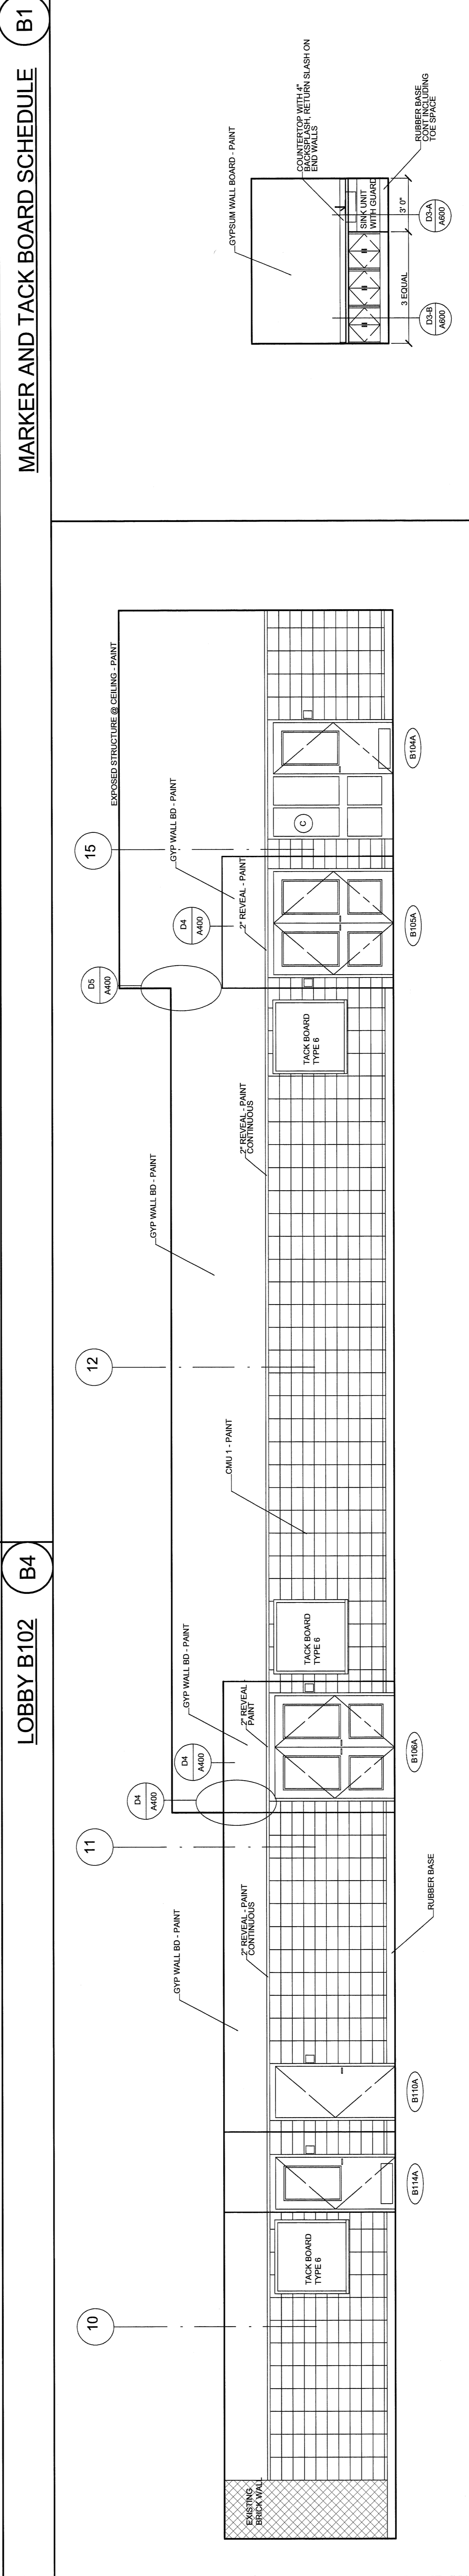 LOBBY B102
B4
MARKER AND TACK BOARD SCHEDULE
B1
10
11
12
15
EXISTING
BRICK WALL
TACK BOARD
TYPE 6
B114A
B110A
GYP WALL BD - PAINT
2" REVEAL - PAINT
CONTINUOUS
RUBBER BASE
D4
A400
D4
A400
GYP WALL BD - PAINT
2" REVEAL -
PAINT
B106A
TACK BOARD
TYPE 6
CMU 1 - PAINT
GYP WALL BD - PAINT
2" REVEAL - PAINT
CONTINUOUS
TACK BOARD
TYPE 6
D5
A400
D4
A400
2" REVEAL - PAINT
GYP WALL BD - PAINT
B105A
EXPOSED STRUCTURE @ CEILING - PAINT
C
B104A
GYPSUM WALL BOARD - PAINT
COUNTERTOP WITH 4"
BACKSPLASH, RETURN SLASH ON
END WALLS
SINK UNIT
WITH GUARD
RUBBER BASE
CONT INCLUDING
TOE SPACE
3 EQUAL
3' 0"
D3-B
A600
D3-A
A600